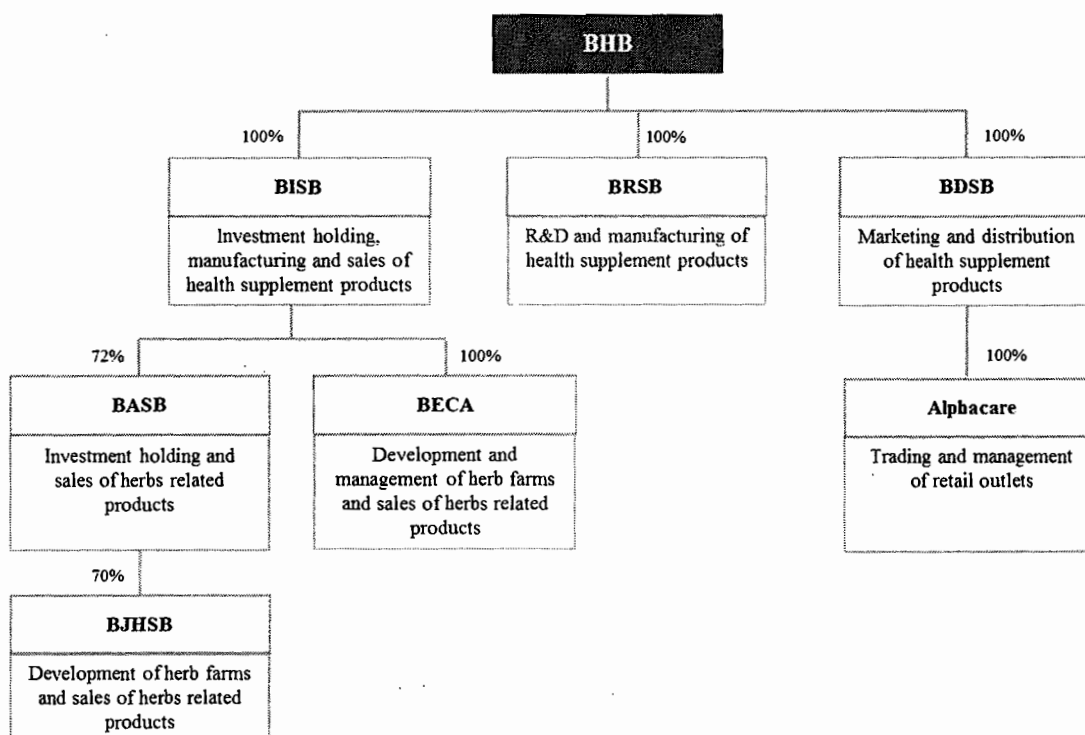 BHB
100%
100%
100%
BISB
Investment holding,
manufacturing and sales of
health supplement products
BRSB
R&D and manufacturing of
health supplement products
BDSB
Marketing and distribution
of health supplement
products
72%
100%
100%
BASB
Investment holding and
sales of herbs related
products
BECA
Development and
management of herb farms
and sales of herbs related
products
Alphacare
Trading and management
of retail outlets
70%
BJHSB
Development of herb farms
and sales of herbs related
products